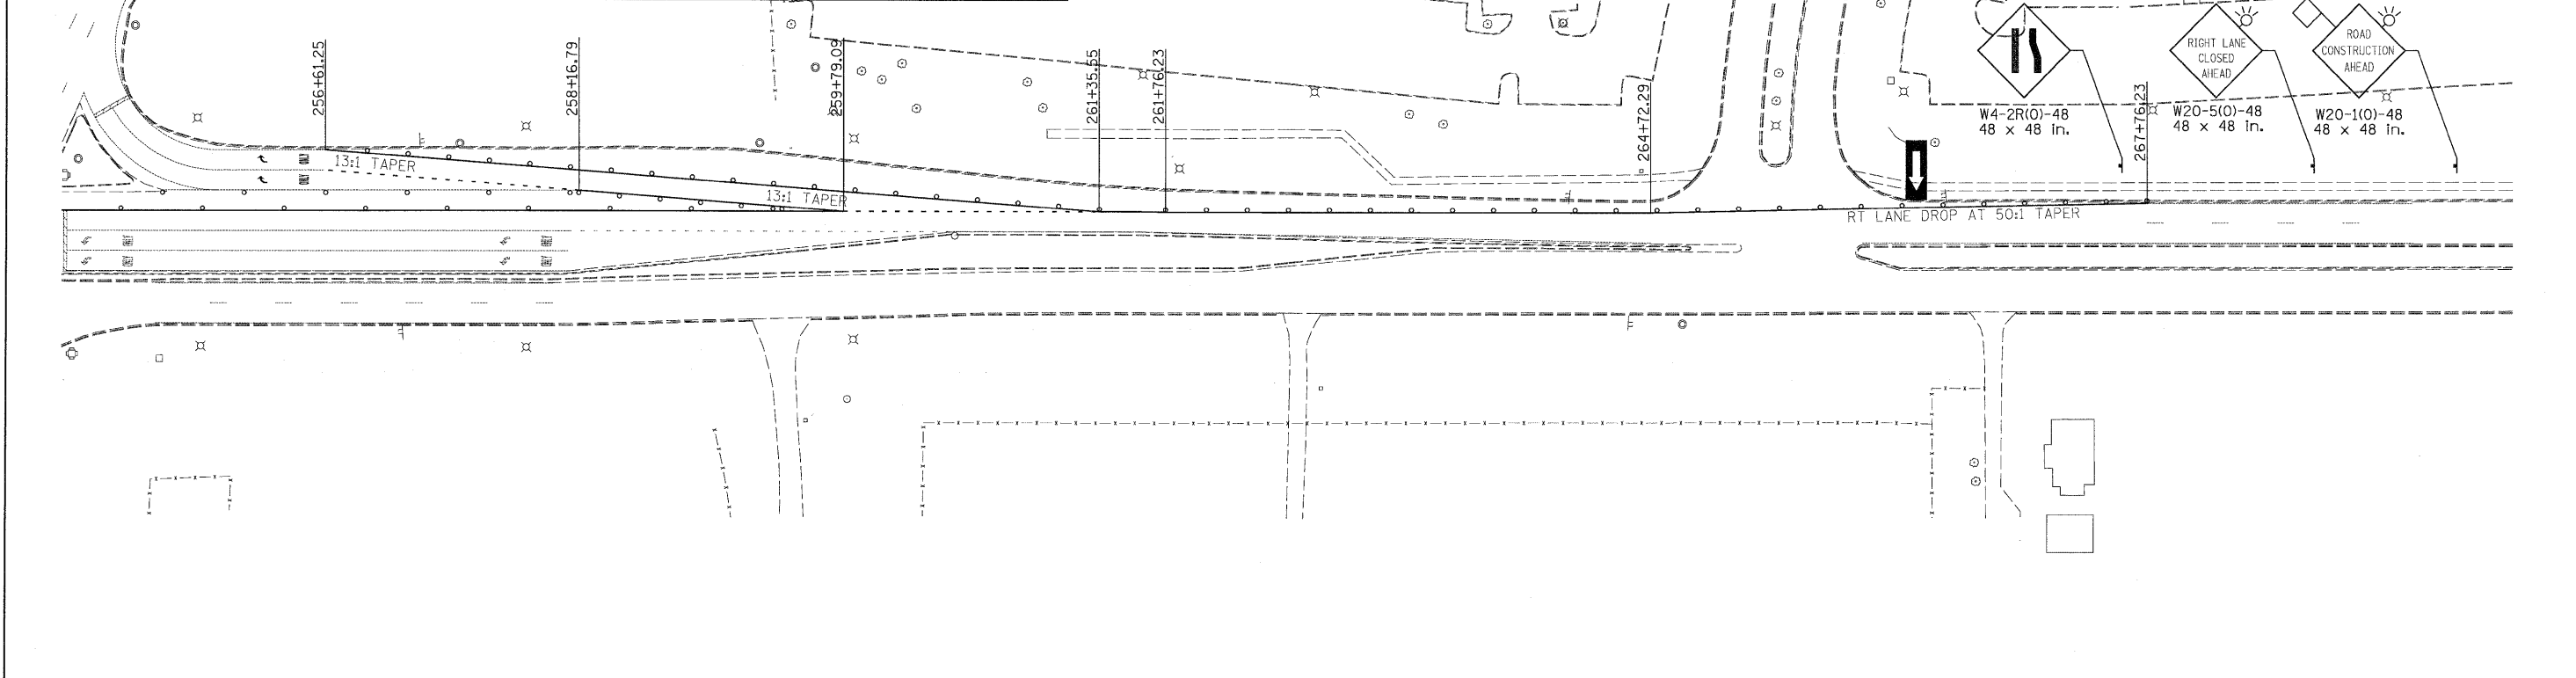 256+61.25
258+16.79
259+79.09
261+35.55
261+76.23
264+72.29
267+76.23
RIGHT LANE
CLOSED
AHEAD
ROAD
CONSTRUCTION
AHEAD
W4-2R(O)-48
48 x 48 in.
W20-5(O)-48
48 x 48 in.
W20-1(O)-48
48 x 48 in.
13:1 TAPER
13:1 TAPER
RT LANE DROP AT 50:1 TAPER